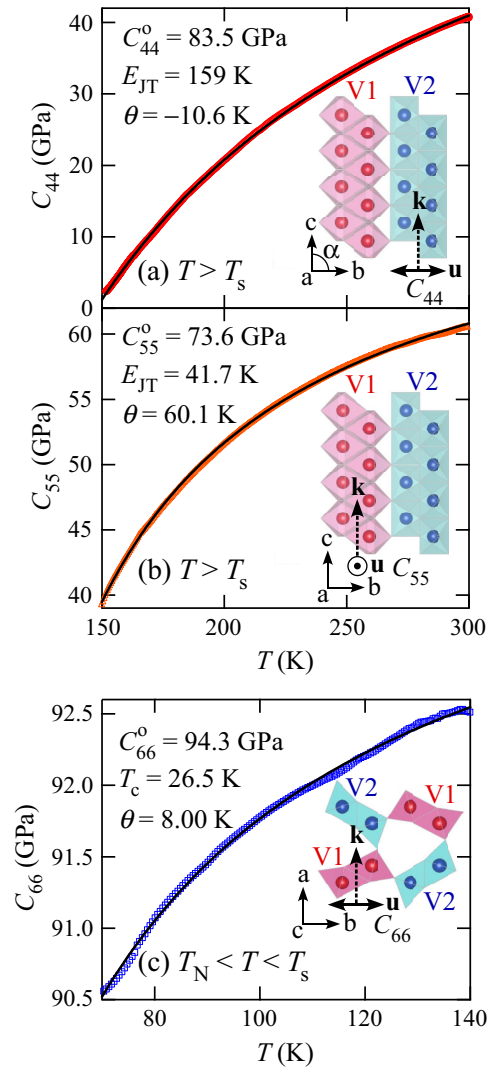 40
30
20
10
0
C44 (GPa)
C°44 = 83.5 GPa
EJT = 159 K
θ = −10.6 K
V1
V2
k
c
α
a
b
u
C44
(a) T > Ts
60
55
50
45
40
C55 (GPa)
C°55 = 73.6 GPa
EJT = 41.7 K
θ = 60.1 K
V1
V2
k
c
u
C55
a
b
(b) T > Ts
150
200
250
300
T (K)
92.5
92.0
91.5
91.0
90.5
C66 (GPa)
C°66 = 94.3 GPa
Tc = 26.5 K
θ = 8.00 K
V2
V1
k
V1
a
u
V2
c
b
C66
(c) TN < T < Ts
80
100
120
140
T (K)